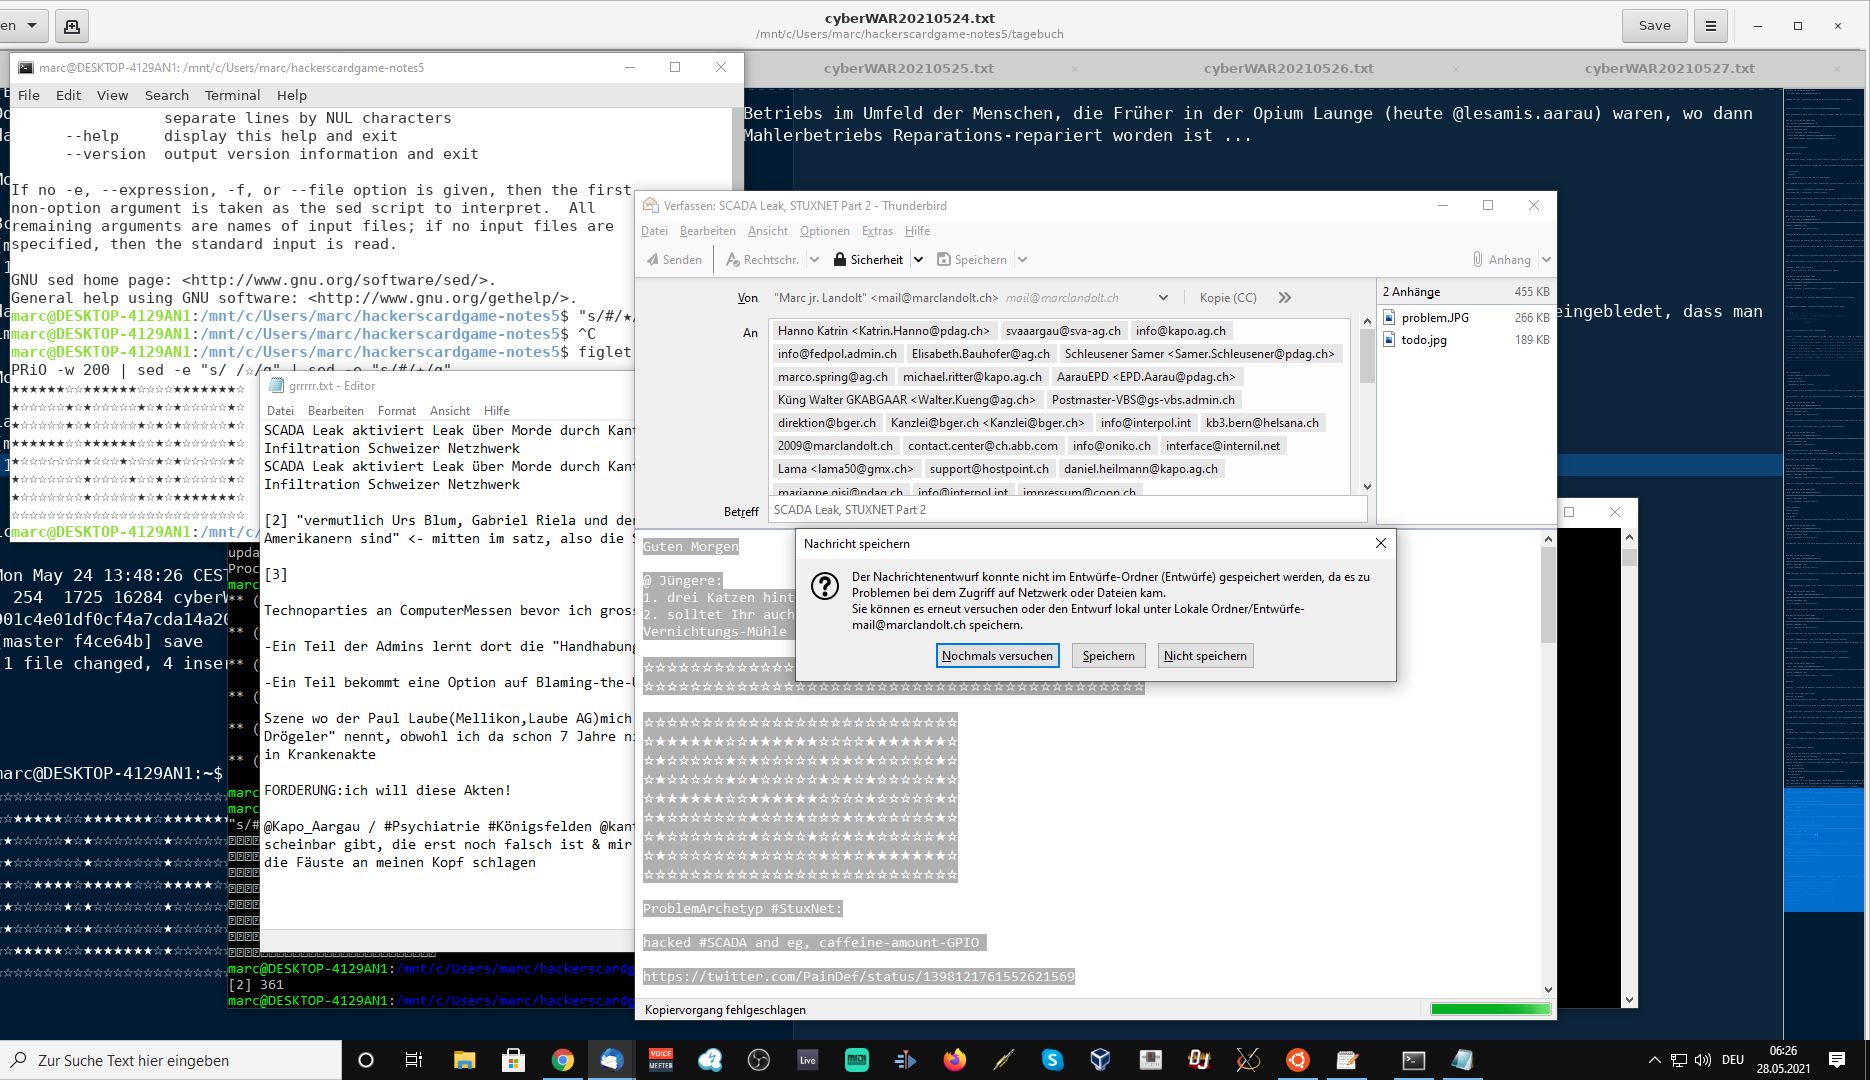 en
cyberWAR20210524.txt
/mnt/c/Users/marc/hackerscardgame-notes5/tagebuch
Save
cyberWAR20210525.txt
cyberWAR20210526.txt
cyberWAR20210527.txt
Betriebs im Umfeld der Menschen, die Früher in der Opium Launge (heute @lesamis.aarau) waren, wo dann
Mahlerbetriebs Reparations-repariert worden ist ...
eingebledet, dass man
marc@DESKTOP-4129AN1: /mnt/c/Users/marc/hackerscardgame-notes5
File Edit View Search Terminal Help
separate lines by NUL characters
--help display this help and exit
--version output version information and exit
If no -e, --expression, -f, or --file option is given, then the first
non-option argument is taken as the sed script to interpret. All
remaining arguments are names of input files; if no input files are
specified, then the standard input is read.
GNU sed home page: <http://www.gnu.org/software/sed/>.
General help using GNU software: <http://www.gnu.org/gethelp/>.
marc@DESKTOP-4129AN1:/mnt/c/Users/marc/hackerscardgame-notes5$ "s/#/★/
marc@DESKTOP-4129AN1:/mnt/c/Users/marc/hackerscardgame-notes5$ ^C
marc@DESKTOP-4129AN1:/mnt/c/Users/marc/hackerscardgame-notes5$ figlet
PRiO -w 200 | sed -e "s/ /☆/g" | sed -e "s/#/★/g"
marc@DESKTOP-4129AN1:/mnt/c/
Mon May 24 13:48:26 CEST
254 1725 16284 cyberW
901c4e01df0cf4a7cda14a20
[master f4ce64b] save
1 file changed, 4 inser
marc@DESKTOP-4129AN1:~$
grrrrr.txt - Editor
Datei Bearbeiten Format Ansicht Hilfe
SCADA Leak aktiviert Leak über Morde durch Kant
Infiltration Schweizer Netzhwerk
SCADA Leak aktiviert Leak über Morde durch Kant
Infiltration Schweizer Netzhwerk
[2] "vermutlich Urs Blum, Gabriel Riela und der
Amerikanern sind" <- mitten im satz, also die S
[3]
Technoparties an ComputerMessen bevor ich gross
-Ein Teil der Admins lernt dort die "Handhabung
-Ein Teil bekommt eine Option auf Blaming-the-U
Szene wo der Paul Laube(Mellikon,Laube AG)mich
Drögeler" nennt, obwohl ich da schon 7 Jahre ni
in Krankenakte
FORDERUNG:ich will diese Akten!
@Kapo_Aargau / #Psychiatrie #Königsfelden @kant
scheinbar gibt, die erst noch falsch ist & mir
die Fäuste an meinen Kopf schlagen
upda
Proc
marc
** (
** (
** (
** (
** (
** (
marc
marc
"s/#
marc@DESKTOP-4129AN1:/mnt/c/Users/marc/hackerscardg
[2] 361
marc@DESKTOP-4129AN1:/mnt/c/Users/marc/hackerscardg
Verfassen: SCADA Leak, STUXNET Part 2 - Thunderbird
Datei Bearbeiten Ansicht Optionen Extras Hilfe
Senden Rechtschr. Sicherheit Speichern Anhang
Von "Marc jr. Landolt" <mail@marclandolt.ch> mail@marclandolt.ch Kopie (CC)
2 Anhänge 455 KB
problem.JPG 266 KB
todo.jpg 189 KB
An Hanno Katrin <Katrin.Hanno@pdag.ch> svaaargau@sva-ag.ch info@kapo.ag.ch
info@fedpol.admin.ch Elisabeth.Bauhofer@ag.ch Schleusener Samer <Samer.Schleusener@pdag.ch>
marco.spring@ag.ch michael.ritter@kapo.ag.ch AarauEPD <EPD.Aarau@pdag.ch>
Küng Walter GKABGAAR <Walter.Kueng@ag.ch> Postmaster-VBS@gs-vbs.admin.ch
direktion@bger.ch Kanzlei@bger.ch <Kanzlei@bger.ch> info@interpol.int kb3.bern@helsana.ch
2009@marclandolt.ch contact.center@ch.abb.com info@oniko.ch interface@internil.net
Lama <lama50@gmx.ch> support@hostpoint.ch daniel.heilmann@kapo.ag.ch
marianne.gisi@pdag.ch info@interpol.int impressum@coop.ch
Betreff SCADA Leak, STUXNET Part 2
Guten Morgen
@ Jüngere:
1. drei Katzen hint
2. solltet Ihr auch
Vernichtungs-Mühle
ProblemArchetyp #StuxNet:
hacked #SCADA and eg, caffeine-amount-GPIO
https://twitter.com/PainDef/status/1398121761552621569
Kopiervorgang fehlgeschlagen
Nachricht speichern
Der Nachrichtenentwurf konnte nicht im Entwürfe-Ordner (Entwürfe) gespeichert werden, da es zu
Problemen bei dem Zugriff auf Netzwerk oder Dateien kam.
Sie können es erneut versuchen oder den Entwurf lokal unter Lokale Ordner/Entwürfe-
mail@marclandolt.ch speichern.
Nochmals versuchen Speichern Nicht speichern
Zur Suche Text hier eingeben
VOICE MEETER
Live
MIDI
DEU
06:26
28.05.2021